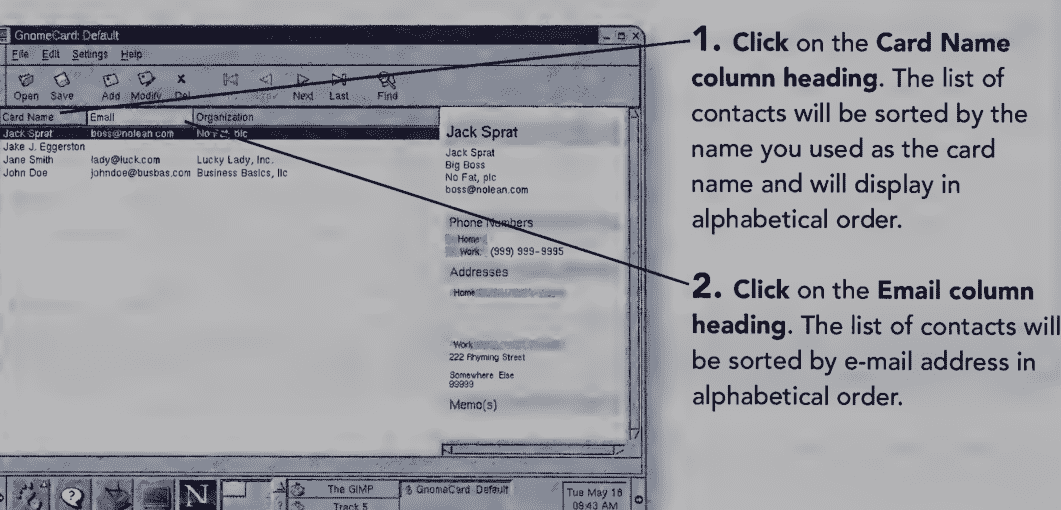 GnomeCard: Default
File Edit Settings Help
Open Save Add Modify Del Next Last Find
Card Name Email Organization
Jack Sprat boss@nolean.com No Fat, plc
Jake J. Eggerston
Jane Smith lady@luck.com Lucky Lady, Inc.
John Doe johndoe@busbas.com Business Basics, llc
Jack Sprat
Jack Sprat
Big Boss
No Fat, plc
boss@nolean.com
Phone Numbers
Home
Work: (999) 999-9995
Addresses
Home
Work
222 Rhyming Street
Somewhere Else
99999
Memo(s)
The GIMP
GnomeCard: Default
Track 5
Tue May 16
09:43 AM
1. Click on the Card Name
column heading. The list of
contacts will be sorted by the
name you used as the card
name and will display in
alphabetical order.
2. Click on the Email column
heading. The list of contacts will
be sorted by e-mail address in
alphabetical order.